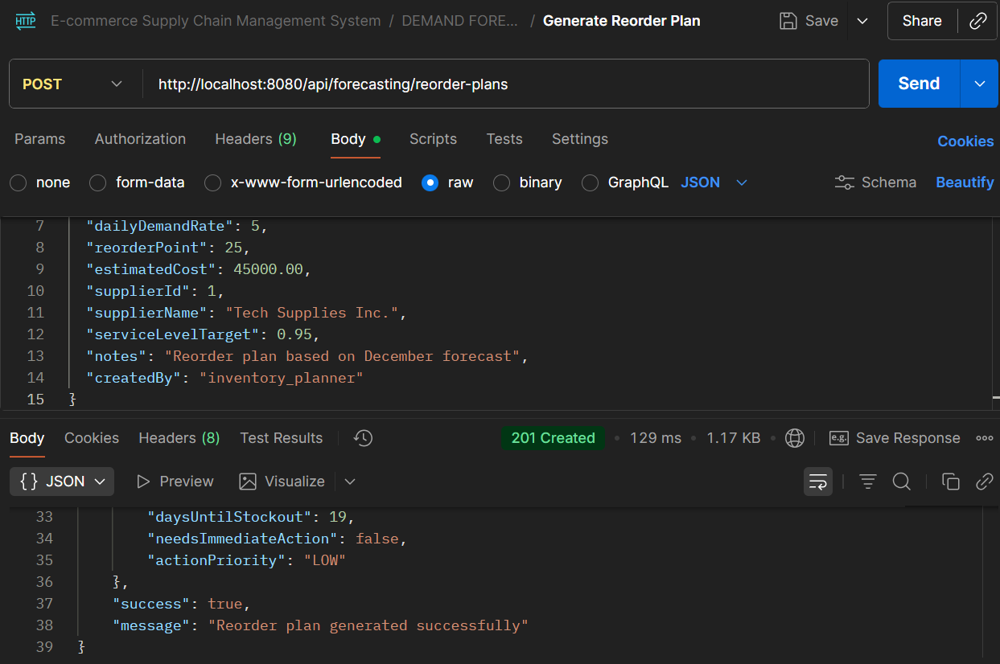 HTTP E-commerce Supply Chain Management System / DEMAND FORE... / Generate Reorder Plan Save Share
POST http://localhost:8080/api/forecasting/reorder-plans Send
Params Authorization Headers (9) Body Scripts Tests Settings Cookies
none form-data x-www-form-urlencoded raw binary GraphQL JSON Schema Beautify
7 "dailyDemandRate": 5,
8 "reorderPoint": 25,
9 "estimatedCost": 45000.00,
10 "supplierId": 1,
11 "supplierName": "Tech Supplies Inc.",
12 "serviceLevelTarget": 0.95,
13 "notes": "Reorder plan based on December forecast",
14 "createdBy": "inventory_planner"
15 }
Body Cookies Headers (8) Test Results 201 Created • 129 ms • 1.17 KB • e.g. Save Response
{} JSON Preview Visualize
33 "daysUntilStockout": 19,
34 "needsImmediateAction": false,
35 "actionPriority": "LOW"
36 },
37 "success": true,
38 "message": "Reorder plan generated successfully"
39 }